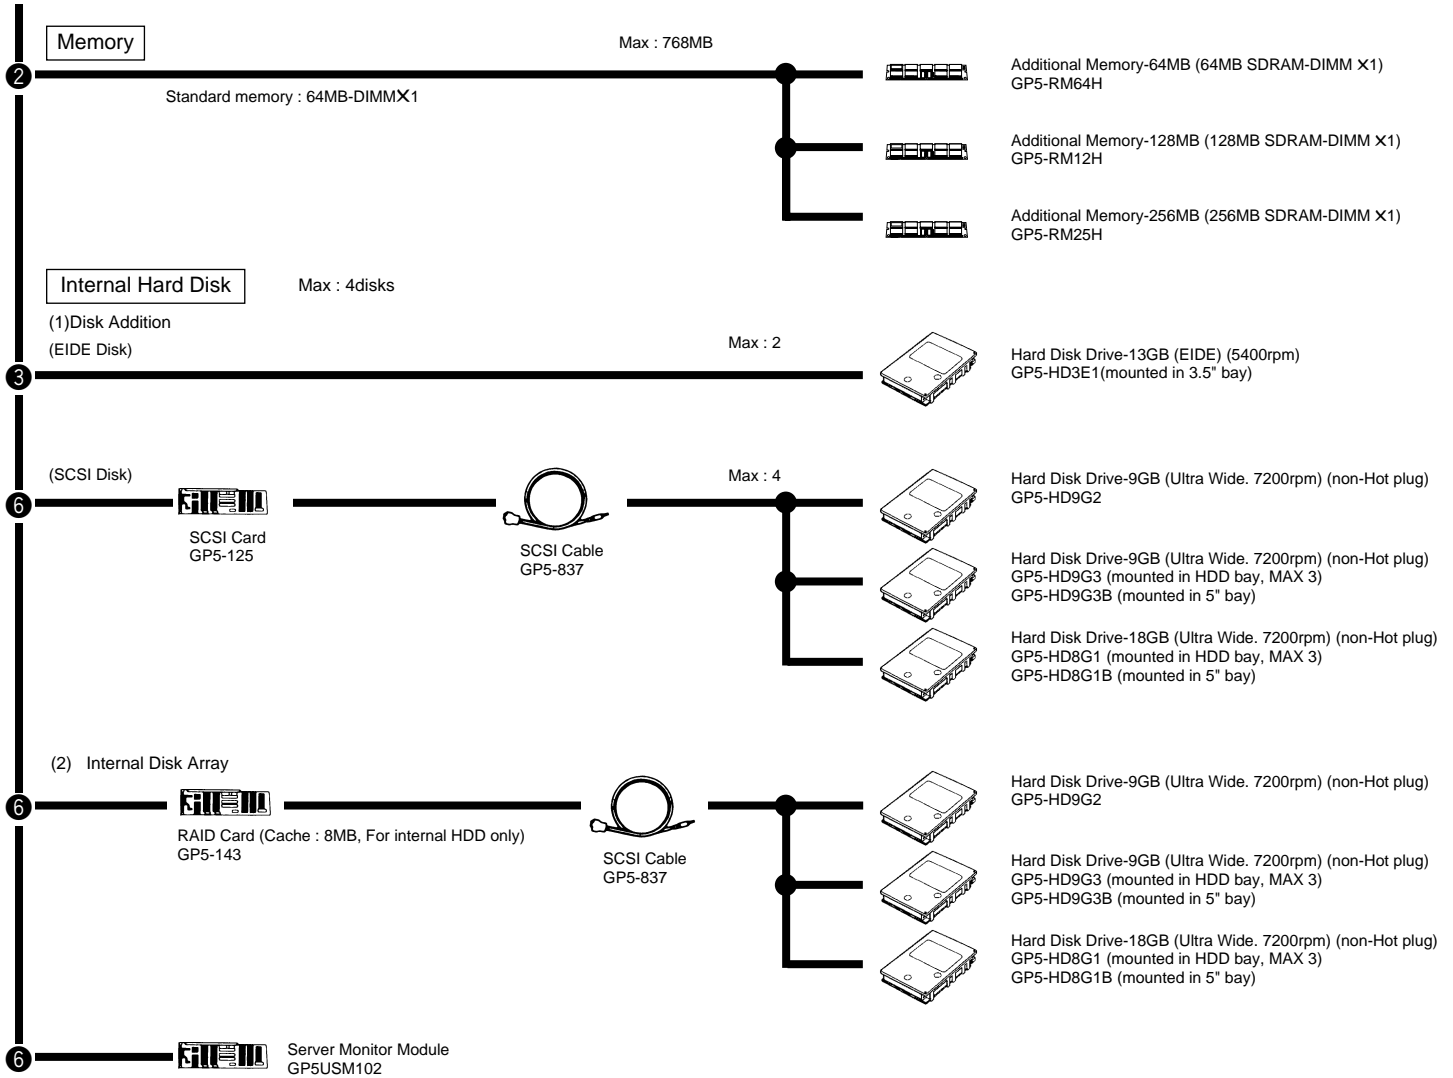 Memory
Max : 768MB
2
Standard memory : 64MB-DIMM✕1
Additional Memory-64MB (64MB SDRAM-DIMM ✕1)
GP5-RM64H
Additional Memory-128MB (128MB SDRAM-DIMM ✕1)
GP5-RM12H
Additional Memory-256MB (256MB SDRAM-DIMM ✕1)
GP5-RM25H
Internal Hard Disk
Max : 4disks
(1)Disk Addition
(EIDE Disk)
Max : 2
3
Hard Disk Drive-13GB (EIDE) (5400rpm)
GP5-HD3E1(mounted in 3.5" bay)
(SCSI Disk)
Max : 4
6
SCSI Card
GP5-125
SCSI Cable
GP5-837
Hard Disk Drive-9GB (Ultra Wide. 7200rpm) (non-Hot plug)
GP5-HD9G2
Hard Disk Drive-9GB (Ultra Wide. 7200rpm) (non-Hot plug)
GP5-HD9G3 (mounted in HDD bay, MAX 3)
GP5-HD9G3B (mounted in 5" bay)
Hard Disk Drive-18GB (Ultra Wide. 7200rpm) (non-Hot plug)
GP5-HD8G1 (mounted in HDD bay, MAX 3)
GP5-HD8G1B (mounted in 5" bay)
(2) Internal Disk Array
6
RAID Card (Cache : 8MB, For internal HDD only)
GP5-143
SCSI Cable
GP5-837
Hard Disk Drive-9GB (Ultra Wide. 7200rpm) (non-Hot plug)
GP5-HD9G2
Hard Disk Drive-9GB (Ultra Wide. 7200rpm) (non-Hot plug)
GP5-HD9G3 (mounted in HDD bay, MAX 3)
GP5-HD9G3B (mounted in 5" bay)
Hard Disk Drive-18GB (Ultra Wide. 7200rpm) (non-Hot plug)
GP5-HD8G1 (mounted in HDD bay, MAX 3)
GP5-HD8G1B (mounted in 5" bay)
6
Server Monitor Module
GP5USM102